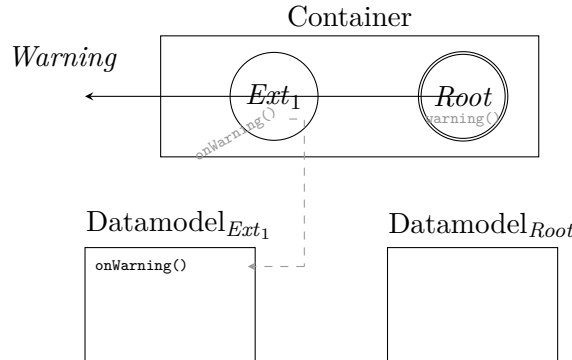 Container
Warning
Ext1
Root
onWarning()
warning()
DatamodelExt1
DatamodelRoot
onWarning()